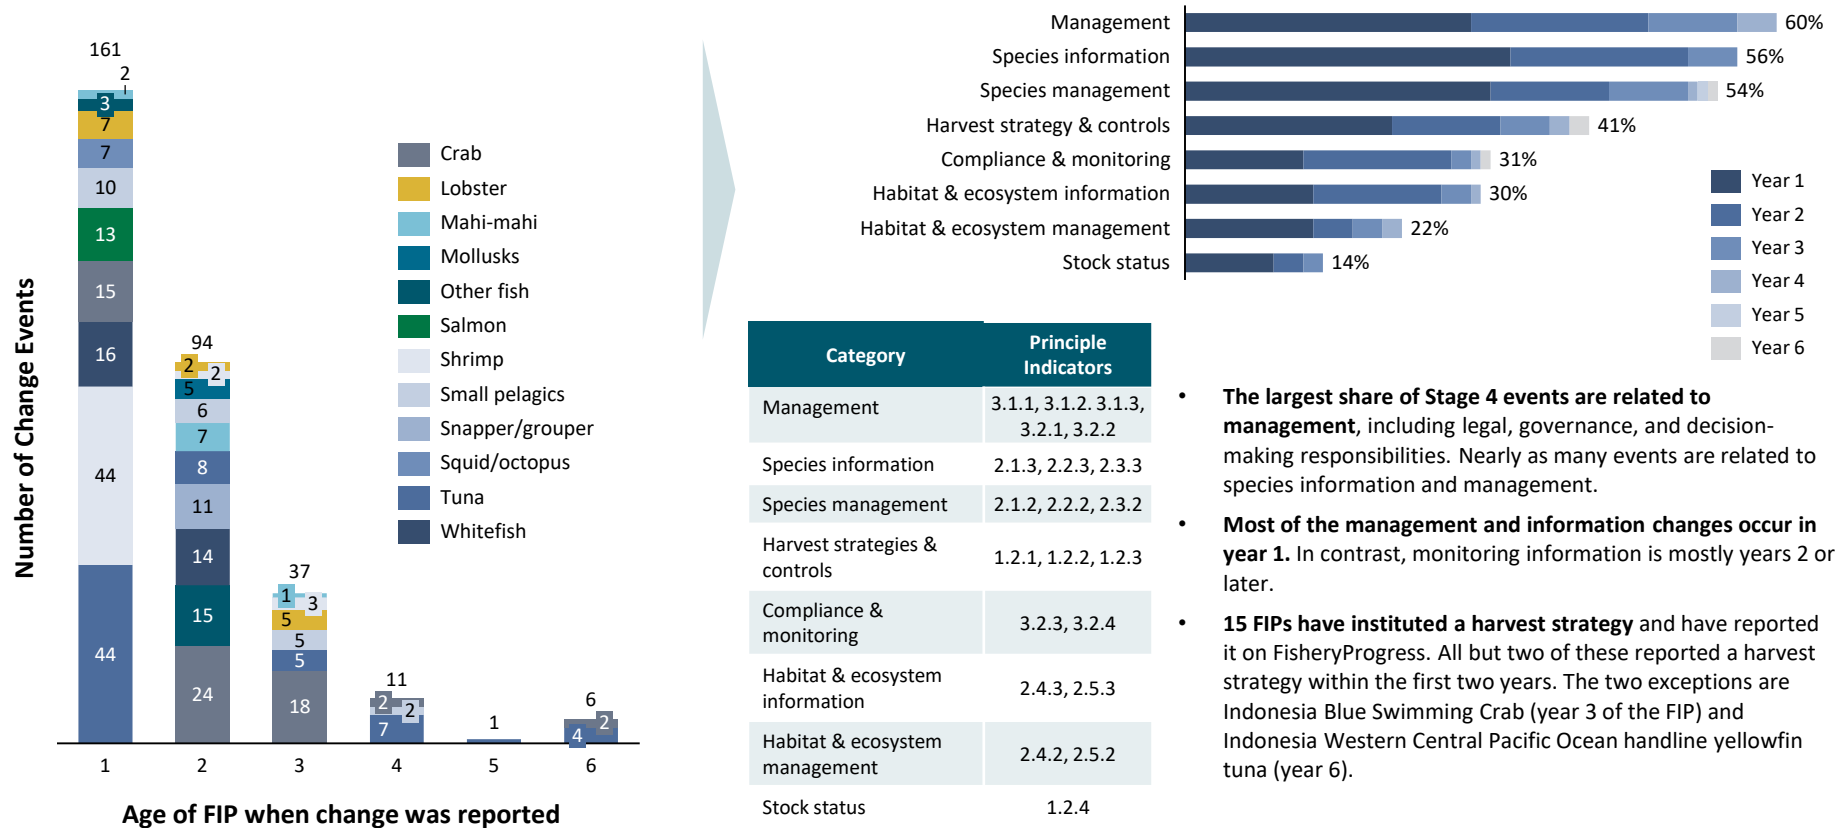 161
2
3
7
7
10
13
15
16
44
44
94
2
2
5
6
7
8
11
14
15
24
37
1
3
5
5
5
18
11
2
2
7
1
6
2
4
1
2
3
4
5
6
Number of Change Events
Age of FIP when change was reported
Crab
Lobster
Mahi-mahi
Mollusks
Other fish
Salmon
Shrimp
Small pelagics
Snapper/grouper
Squid/octopus
Tuna
Whitefish
Management 60%
Species information 56%
Species management 54%
Harvest strategy & controls 41%
Compliance & monitoring 31%
Habitat & ecosystem information 30%
Habitat & ecosystem management 22%
Stock status 14%
Year 1
Year 2
Year 3
Year 4
Year 5
Year 6
Category
Principle
Indicators
Management
3.1.1, 3.1.2. 3.1.3,
3.2.1, 3.2.2
Species information 2.1.3, 2.2.3, 2.3.3
Species management 2.1.2, 2.2.2, 2.3.2
Harvest strategies &
controls
1.2.1, 1.2.2, 1.2.3
Compliance &
monitoring
3.2.3, 3.2.4
Habitat & ecosystem
information
2.4.3, 2.5.3
Habitat & ecosystem
management
2.4.2, 2.5.2
Stock status 1.2.4
• The largest share of Stage 4 events are related to
management, including legal, governance, and decision-
making responsibilities. Nearly as many events are related to
species information and management.
• Most of the management and information changes occur in
year 1. In contrast, monitoring information is mostly years 2 or
later.
• 15 FIPs have instituted a harvest strategy and have reported
it on FisheryProgress. All but two of these reported a harvest
strategy within the first two years. The two exceptions are
Indonesia Blue Swimming Crab (year 3 of the FIP) and
Indonesia Western Central Pacific Ocean handline yellowfin
tuna (year 6).